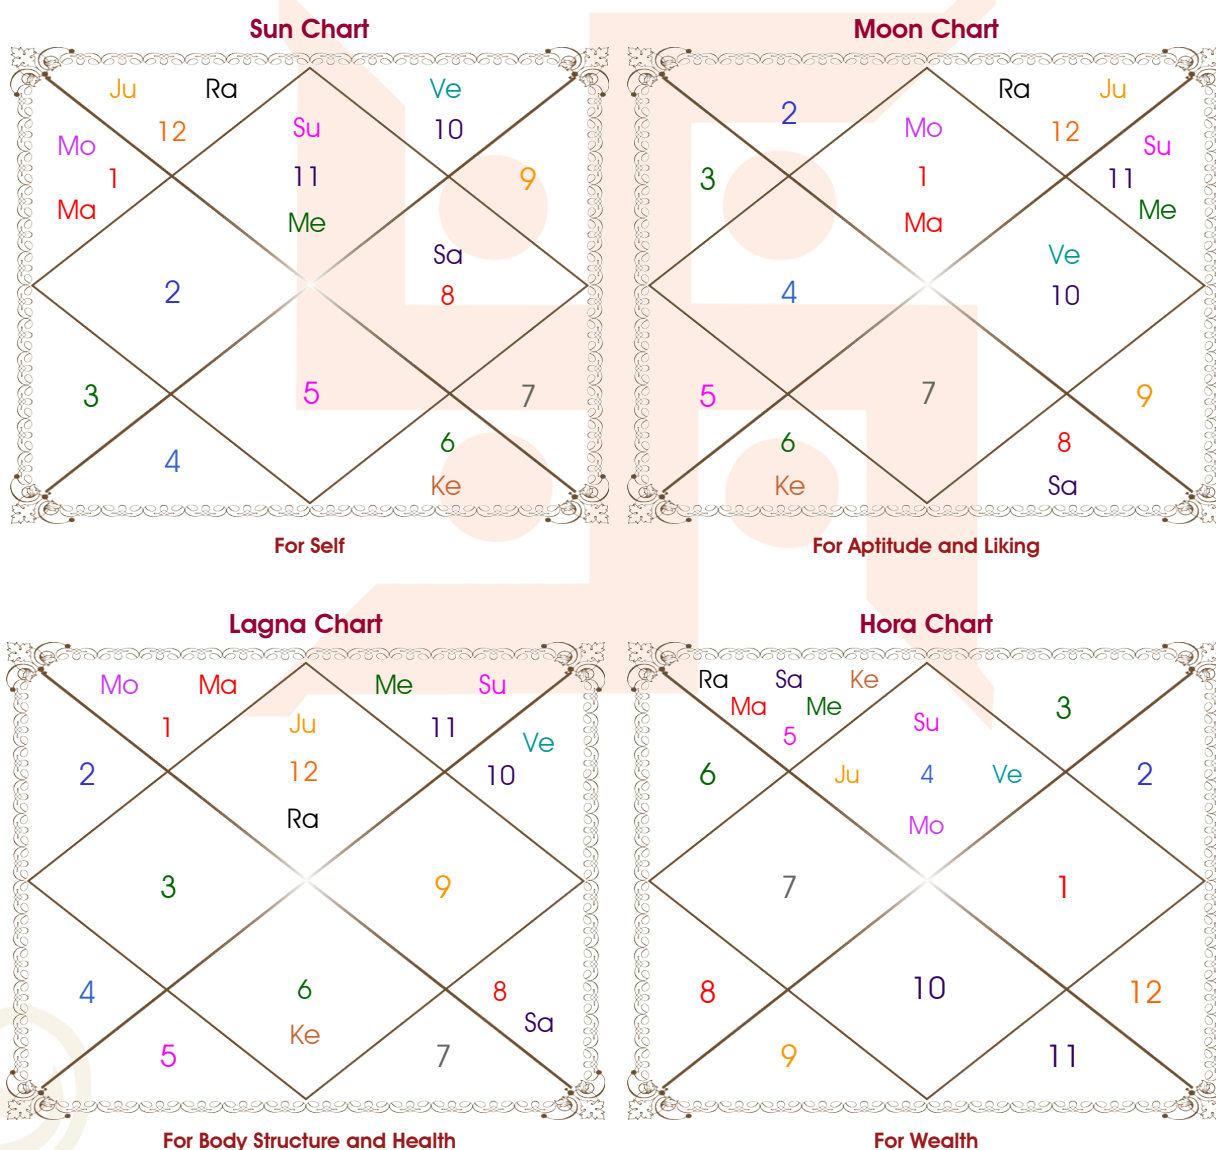 Sun Chart
Ju Ra Ve
12 Su 10
Mo
1 11 9
Ma Me
Sa
2 8
3 5 7
4 6
Ke
For Self
Moon Chart
Ra Ju
2 Mo 12
Su
3 1 11
Ma Me
Ve
4 10
5 7 9
6 8
Ke Sa
For Aptitude and Liking
Lagna Chart
Mo Ma Me Su
1 Ju 11
Ve
2 12 10
Ra
3 9
4 6 8
Ke Sa
5 7
For Body Structure and Health
Hora Chart
Ra Sa Ke
Ma Me 3
5 Su
6 Ju 4 Ve 2
Mo
7 1
8 10 12
9 11
For Wealth